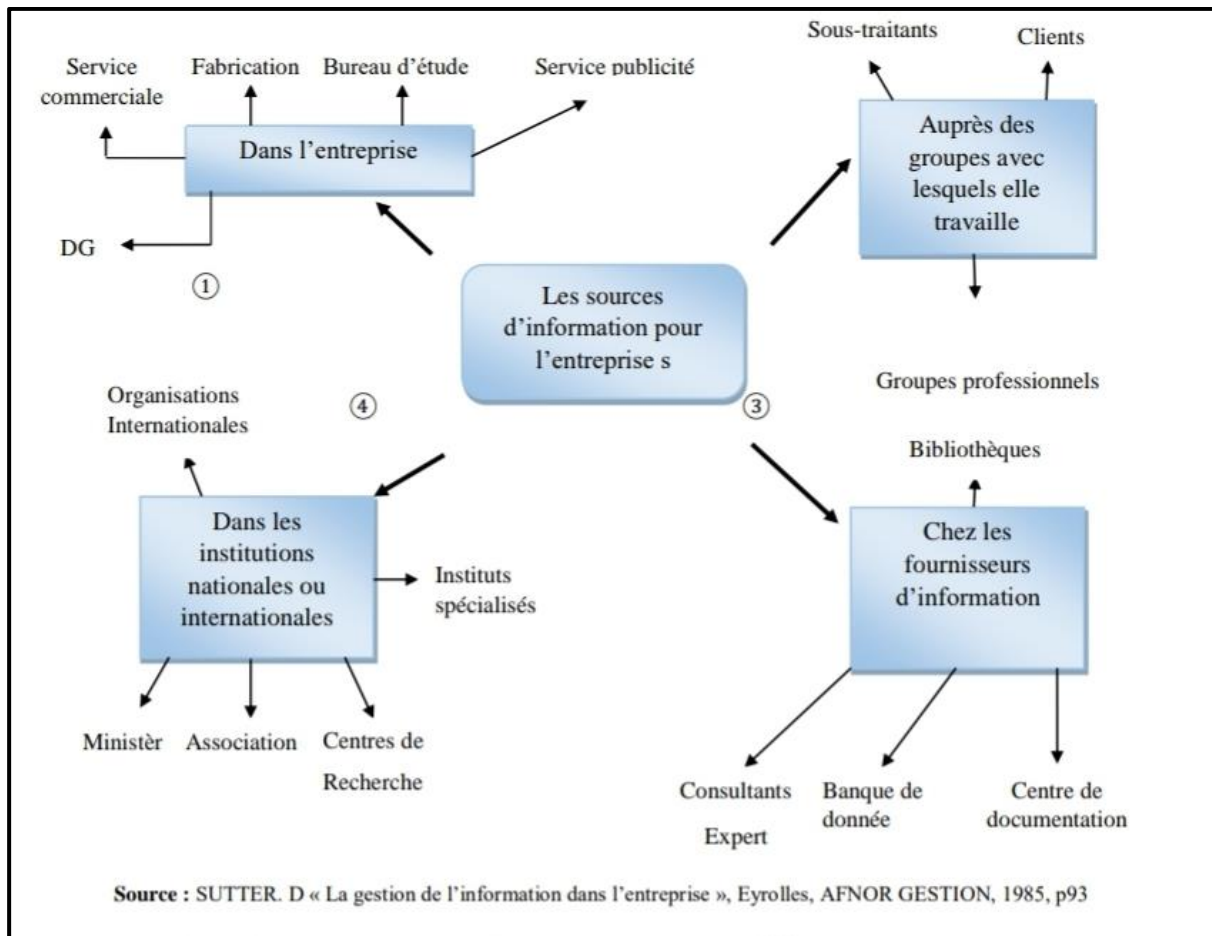 Service
commerciale
Fabrication
Bureau d’étude
Service publicité
Dans l’entreprise
DG
①
Sous-traitants
Clients
Auprès des
groupes avec
lesquels elle
travaille
Groupes professionnels
Les sources
d’information pour
l’entreprise s
④
③
Organisations
Internationales
Dans les
institutions
nationales ou
internationales
Instituts
spécialisés
Ministèr
Association
Centres de
Recherche
Bibliothèques
Chez les
fournisseurs
d’information
Consultants
Expert
Banque de
donnée
Centre de
documentation
Source : SUTTER. D « La gestion de l’information dans l’entreprise », Eyrolles, AFNOR GESTION, 1985, p93